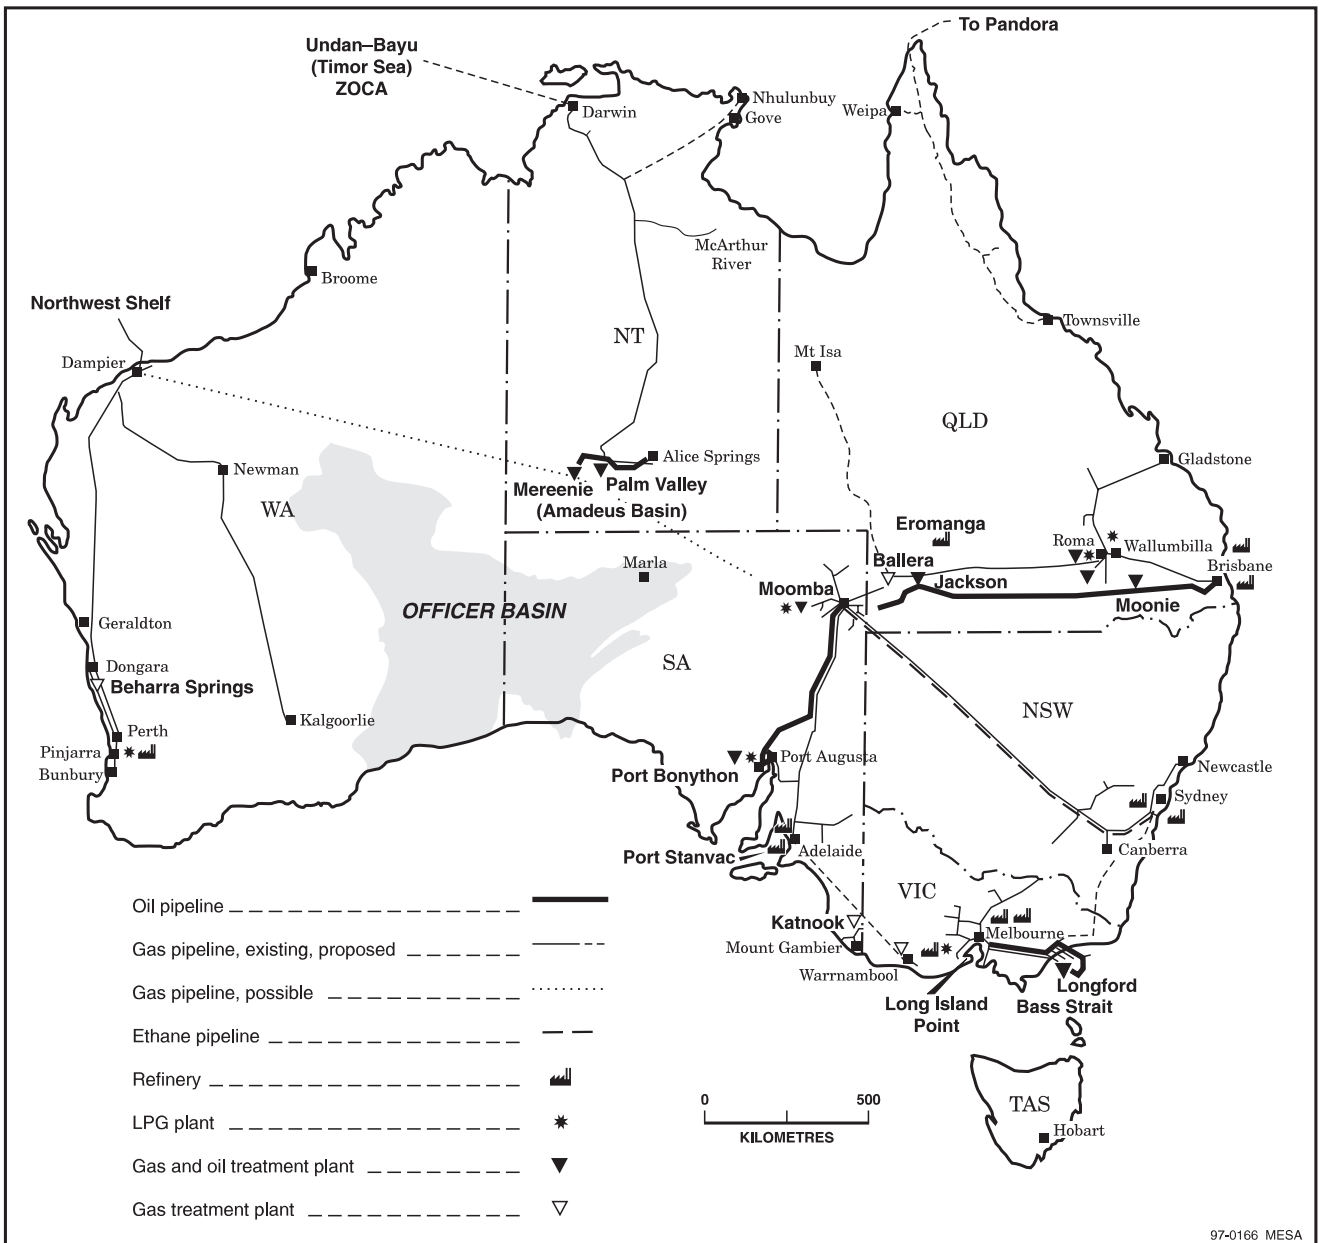 To Pandora
Undan–Bayu
(Timor Sea)
ZOCA
Nhulunbuy
Darwin
Gove
Weipa
McArthur
River
Broome
Northwest Shelf
Townsville
NT
Mt Isa
Dampier
QLD
Alice Springs
Gladstone
Newman
Mereenie
Palm Valley
(Amadeus Basin)
WA
Eromanga
Roma
Wallumbilla
Marla
Ballera
Brisbane
Moomba
Jackson
Moonie
OFFICER BASIN
Geraldton
SA
Dongara
Beharra Springs
NSW
Kalgoorlie
Perth
Pinjarra
Bunbury
Port Augusta
Port Bonython
Newcastle
Sydney
Port Stanvac
Adelaide
Canberra
VIC
Katnook
Melbourne
Mount Gambier
Warrnambool
Longford
Long Island
Point
Bass Strait
Oil pipeline
Gas pipeline, existing, proposed
Gas pipeline, possible
Ethane pipeline
Refinery
LPG plant
Gas and oil treatment plant
Gas treatment plant
0 500
KILOMETRES
TAS
Hobart
97-0166 MESA